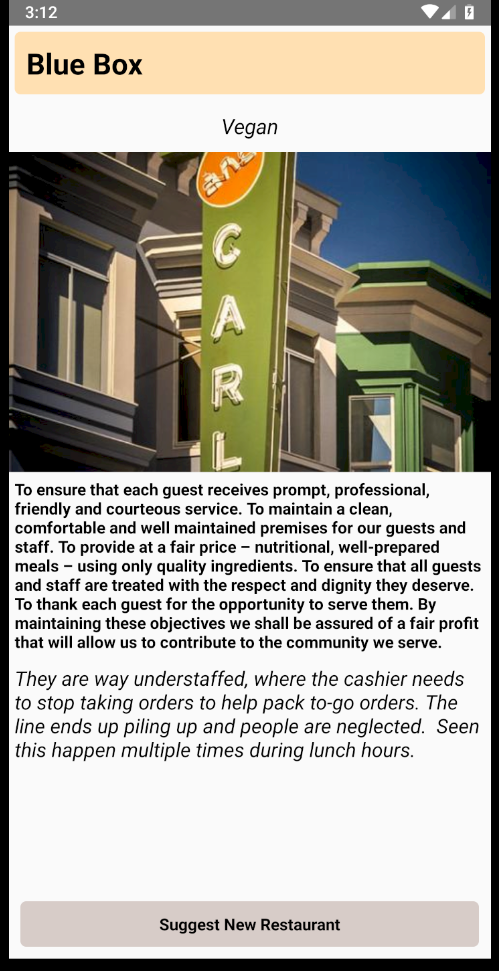 3:12
Blue Box
Vegan
and
C
A
R
L
To ensure that each guest receives prompt, professional,
friendly and courteous service. To maintain a clean,
comfortable and well maintained premises for our guests and
staff. To provide at a fair price – nutritional, well-prepared
meals – using only quality ingredients. To ensure that all guests
and staff are treated with the respect and dignity they deserve.
To thank each guest for the opportunity to serve them. By
maintaining these objectives we shall be assured of a fair profit
that will allow us to contribute to the community we serve.
They are way understaffed, where the cashier needs
to stop taking orders to help pack to-go orders. The
line ends up piling up and people are neglected.  Seen
this happen multiple times during lunch hours.
Suggest New Restaurant